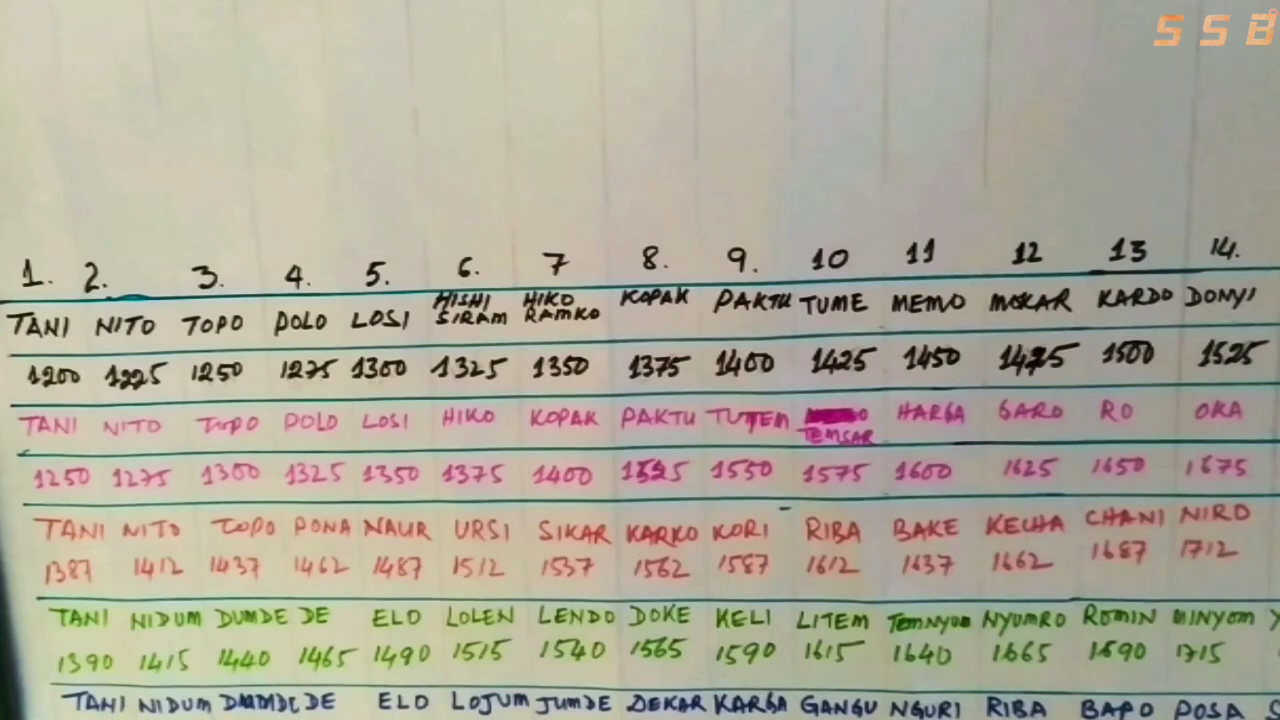 SSB
1. 2. 3. 4. 5. 6. 7 8. 9. 10 11 12 13 14.
TANI NITO TOPO POLO LOSI HISHI SIRAM HIKO RAMKO KOPAK PAKTU TUME MEMO MOKAR KARDO DONYI
1200 1225 1250 1275 1300 1325 1350 1375 1400 1425 1450 1475 1500 1525
TANI NITO TOPO POLO LOSI HIKO KOPAK PAKTU TUTEM TEMSAR HARGA GARO RO OKA
1250 1275 1300 1325 1350 1375 1400 1525 1550 1575 1600 1625 1650 1675
TANI NITO TOPO PONA NAUR URSI SIKAR KARKO KORI RIBA BAKE KECHA CHANI NIRO
1387 1412 1437 1462 1487 1512 1537 1562 1587 1612 1637 1662 1687 1712
TANI NIDUM DUMDE DE ELO LOLEN LENDO DOKE KELI LITEM TEMNYUM NYUMRO ROMIN MINYOM
1390 1415 1440 1465 1490 1515 1540 1565 1590 1615 1640 1665 1690 1715
TANI NIDUM DUMDE DE ELO LOJUM JUMDE DEKAR KARGA GANGU NGURI RIBA BAPO POSA